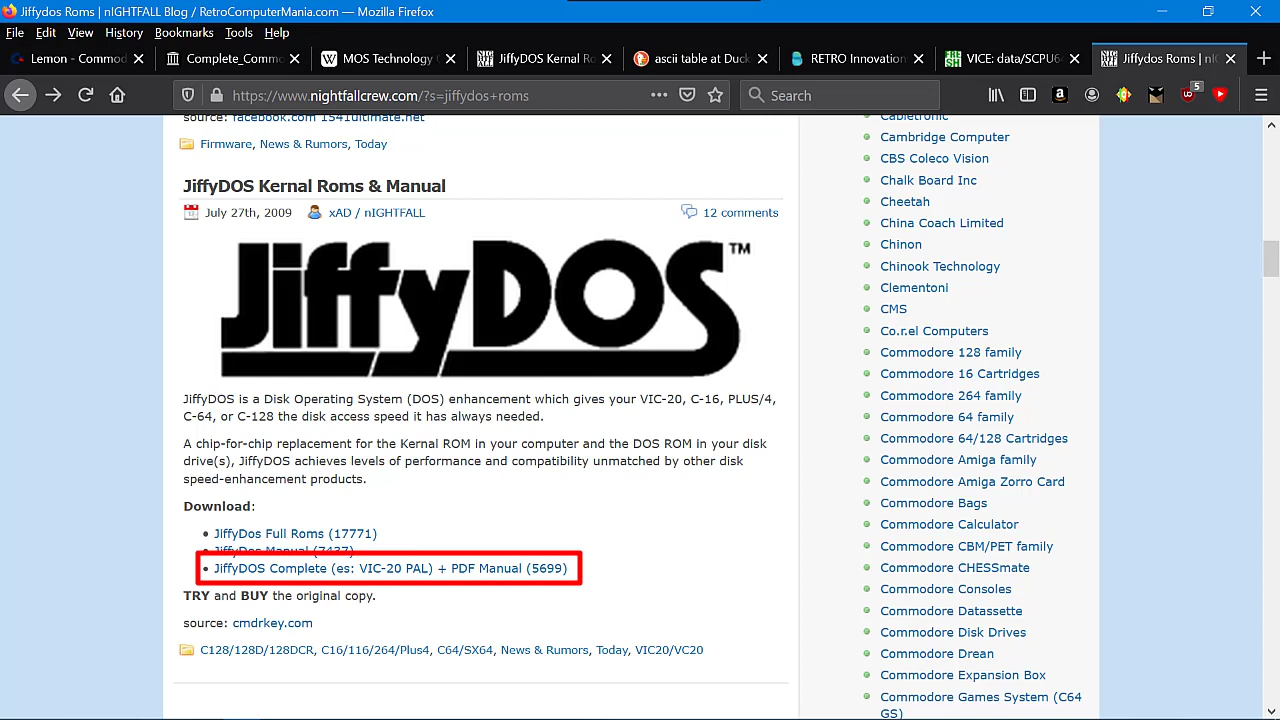 Jiffydos Roms | nIGHTFALL Blog / RetroComputerMania.com — Mozilla Firefox
File Edit View History Bookmarks Tools Help
Lemon - Commod
Complete_Commo
MOS Technology
JiffyDOS Kernal Ro
ascii table at Duck
RETRO Innovation
VICE: data/SCPU6
Jiffydos Roms | nI
https://www.nightfallcrew.com/?s=jiffydos+roms
Search
5
source: facebook.com 1541ultimate.net
Firmware, News & Rumors, Today
JiffyDOS Kernal Roms & Manual
July 27th, 2009 xAD / nIGHTFALL 12 comments
JiffyDOS™
JiffyDOS is a Disk Operating System (DOS) enhancement which gives your VIC-20, C-16, PLUS/4,
C-64, or C-128 the disk access speed it has always needed.
A chip-for-chip replacement for the Kernal ROM in your computer and the DOS ROM in your disk
drive(s), JiffyDOS achieves levels of performance and compatibility unmatched by other disk
speed-enhancement products.
Download:
JiffyDos Full Roms (17771)
JiffyDos Manual (7437)
JiffyDOS Complete (es: VIC-20 PAL) + PDF Manual (5699)
TRY and BUY the original copy.
source: cmdrkey.com
C128/128D/128DCR, C16/116/264/Plus4, C64/SX64, News & Rumors, Today, VIC20/VC20
Cabletronic
Cambridge Computer
CBS Coleco Vision
Chalk Board Inc
Cheetah
China Coach Limited
Chinon
Chinook Technology
Clementoni
CMS
Co.r.el Computers
Commodore 128 family
Commodore 16 Cartridges
Commodore 264 family
Commodore 64 family
Commodore 64/128 Cartridges
Commodore Amiga family
Commodore Amiga Zorro Card
Commodore Bags
Commodore Calculator
Commodore CBM/PET family
Commodore CHESSmate
Commodore Consoles
Commodore Datassette
Commodore Disk Drives
Commodore Drean
Commodore Expansion Box
Commodore Games System (C64
GS)